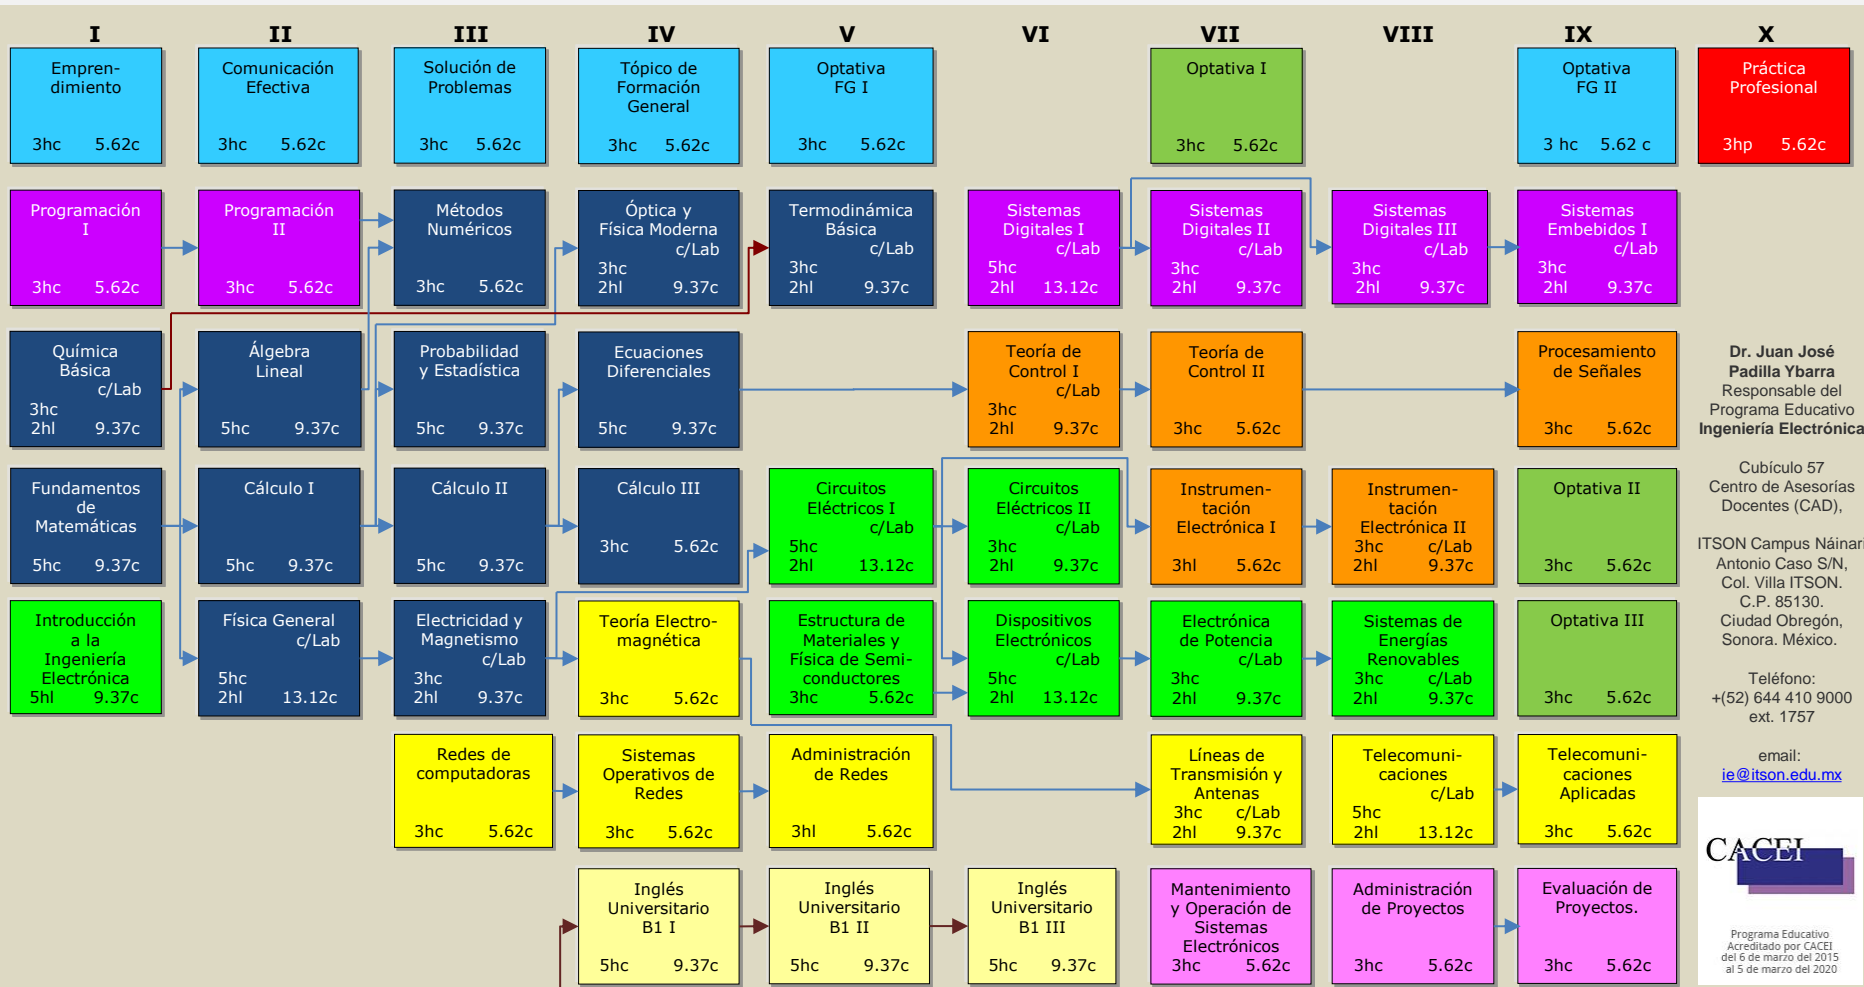 I II III IV V VI VII VIII IX X
Empren-
dimiento
3hc 5.62c
Comunicación
Efectiva
3hc 5.62c
Solución de
Problemas
3hc 5.62c
Tópico de
Formación
General
3hc 5.62c
Optativa
FG I
3hc 5.62c
Optativa I
3hc 5.62c
Optativa
FG II
3 hc 5.62 c
Práctica
Profesional
3hp 5.62c
Programación
I
3hc 5.62c
Programación
II
3hc 5.62c
Métodos
Numéricos
3hc 5.62c
Óptica y
Física Moderna
c/Lab
3hc
2hl 9.37c
Termodinámica
Básica
c/Lab
3hc
2hl 9.37c
Sistemas
Digitales I
c/Lab
5hc
2hl 13.12c
Sistemas
Digitales II
c/Lab
3hc
2hl 9.37c
Sistemas
Digitales III
c/Lab
3hc
2hl 9.37c
Sistemas
Embebidos I
c/Lab
3hc
2hl 9.37c
Química
Básica
c/Lab
3hc
2hl 9.37c
Álgebra
Lineal
5hc 9.37c
Probabilidad
y Estadística
5hc 9.37c
Ecuaciones
Diferenciales
5hc 9.37c
Teoría de
Control I
c/Lab
3hc
2hl 9.37c
Teoría de
Control II
3hc 5.62c
Procesamiento
de Señales
3hc 5.62c
Fundamentos
de
Matemáticas
5hc 9.37c
Cálculo I
5hc 9.37c
Cálculo II
5hc 9.37c
Cálculo III
3hc 5.62c
Circuitos
Eléctricos I
c/Lab
5hc
2hl 13.12c
Circuitos
Eléctricos II
c/Lab
3hc
2hl 9.37c
Instrumen-
tación
Electrónica I
3hl 5.62c
Instrumen-
tación
Electrónica II
3hc c/Lab
2hl 9.37c
Optativa II
3hc 5.62c
Introducción
a la
Ingeniería
Electrónica
5hl 9.37c
Física General
c/Lab
5hc
2hl 13.12c
Electricidad y
Magnetismo
c/Lab
3hc
2hl 9.37c
Teoría Electro-
magnética
3hc 5.62c
Estructura de
Materiales y
Física de Semi-
conductores
3hc 5.62c
Dispositivos
Electrónicos
c/Lab
5hc
2hl 13.12c
Electrónica
de Potencia
c/Lab
3hc
2hl 9.37c
Sistemas de
Energías
Renovables
3hc c/Lab
2hl 9.37c
Optativa III
3hc 5.62c
Redes de
computadoras
3hc 5.62c
Sistemas
Operativos de
Redes
3hc 5.62c
Administración
de Redes
3hl 5.62c
Líneas de
Transmisión y
Antenas
3hc c/Lab
2hl 9.37c
Telecomuni-
caciones
c/Lab
5hc
2hl 13.12c
Telecomuni-
caciones
Aplicadas
3hc 5.62c
Inglés
Universitario
B1 I
5hc 9.37c
Inglés
Universitario
B1 II
5hc 9.37c
Inglés
Universitario
B1 III
5hc 9.37c
Mantenimiento
y Operación de
Sistemas
Electrónicos
3hc 5.62c
Administración
de Proyectos
3hc 5.62c
Evaluación de
Proyectos.
3hc 5.62c
Dr. Juan José
Padilla Ybarra
Responsable del
Programa Educativo
Ingeniería Electrónica
Cubículo 57
Centro de Asesorías
Docentes (CAD),
ITSON Campus Náinari
Antonio Caso S/N,
Col. Villa ITSON.
C.P. 85130.
Ciudad Obregón,
Sonora. México.
Teléfono:
+(52) 644 410 9000
ext. 1757
email:
ie@itson.edu.mx
CACEI
Programa Educativo
Acreditado por CACEI
del 6 de marzo del 2015
al 5 de marzo del 2020